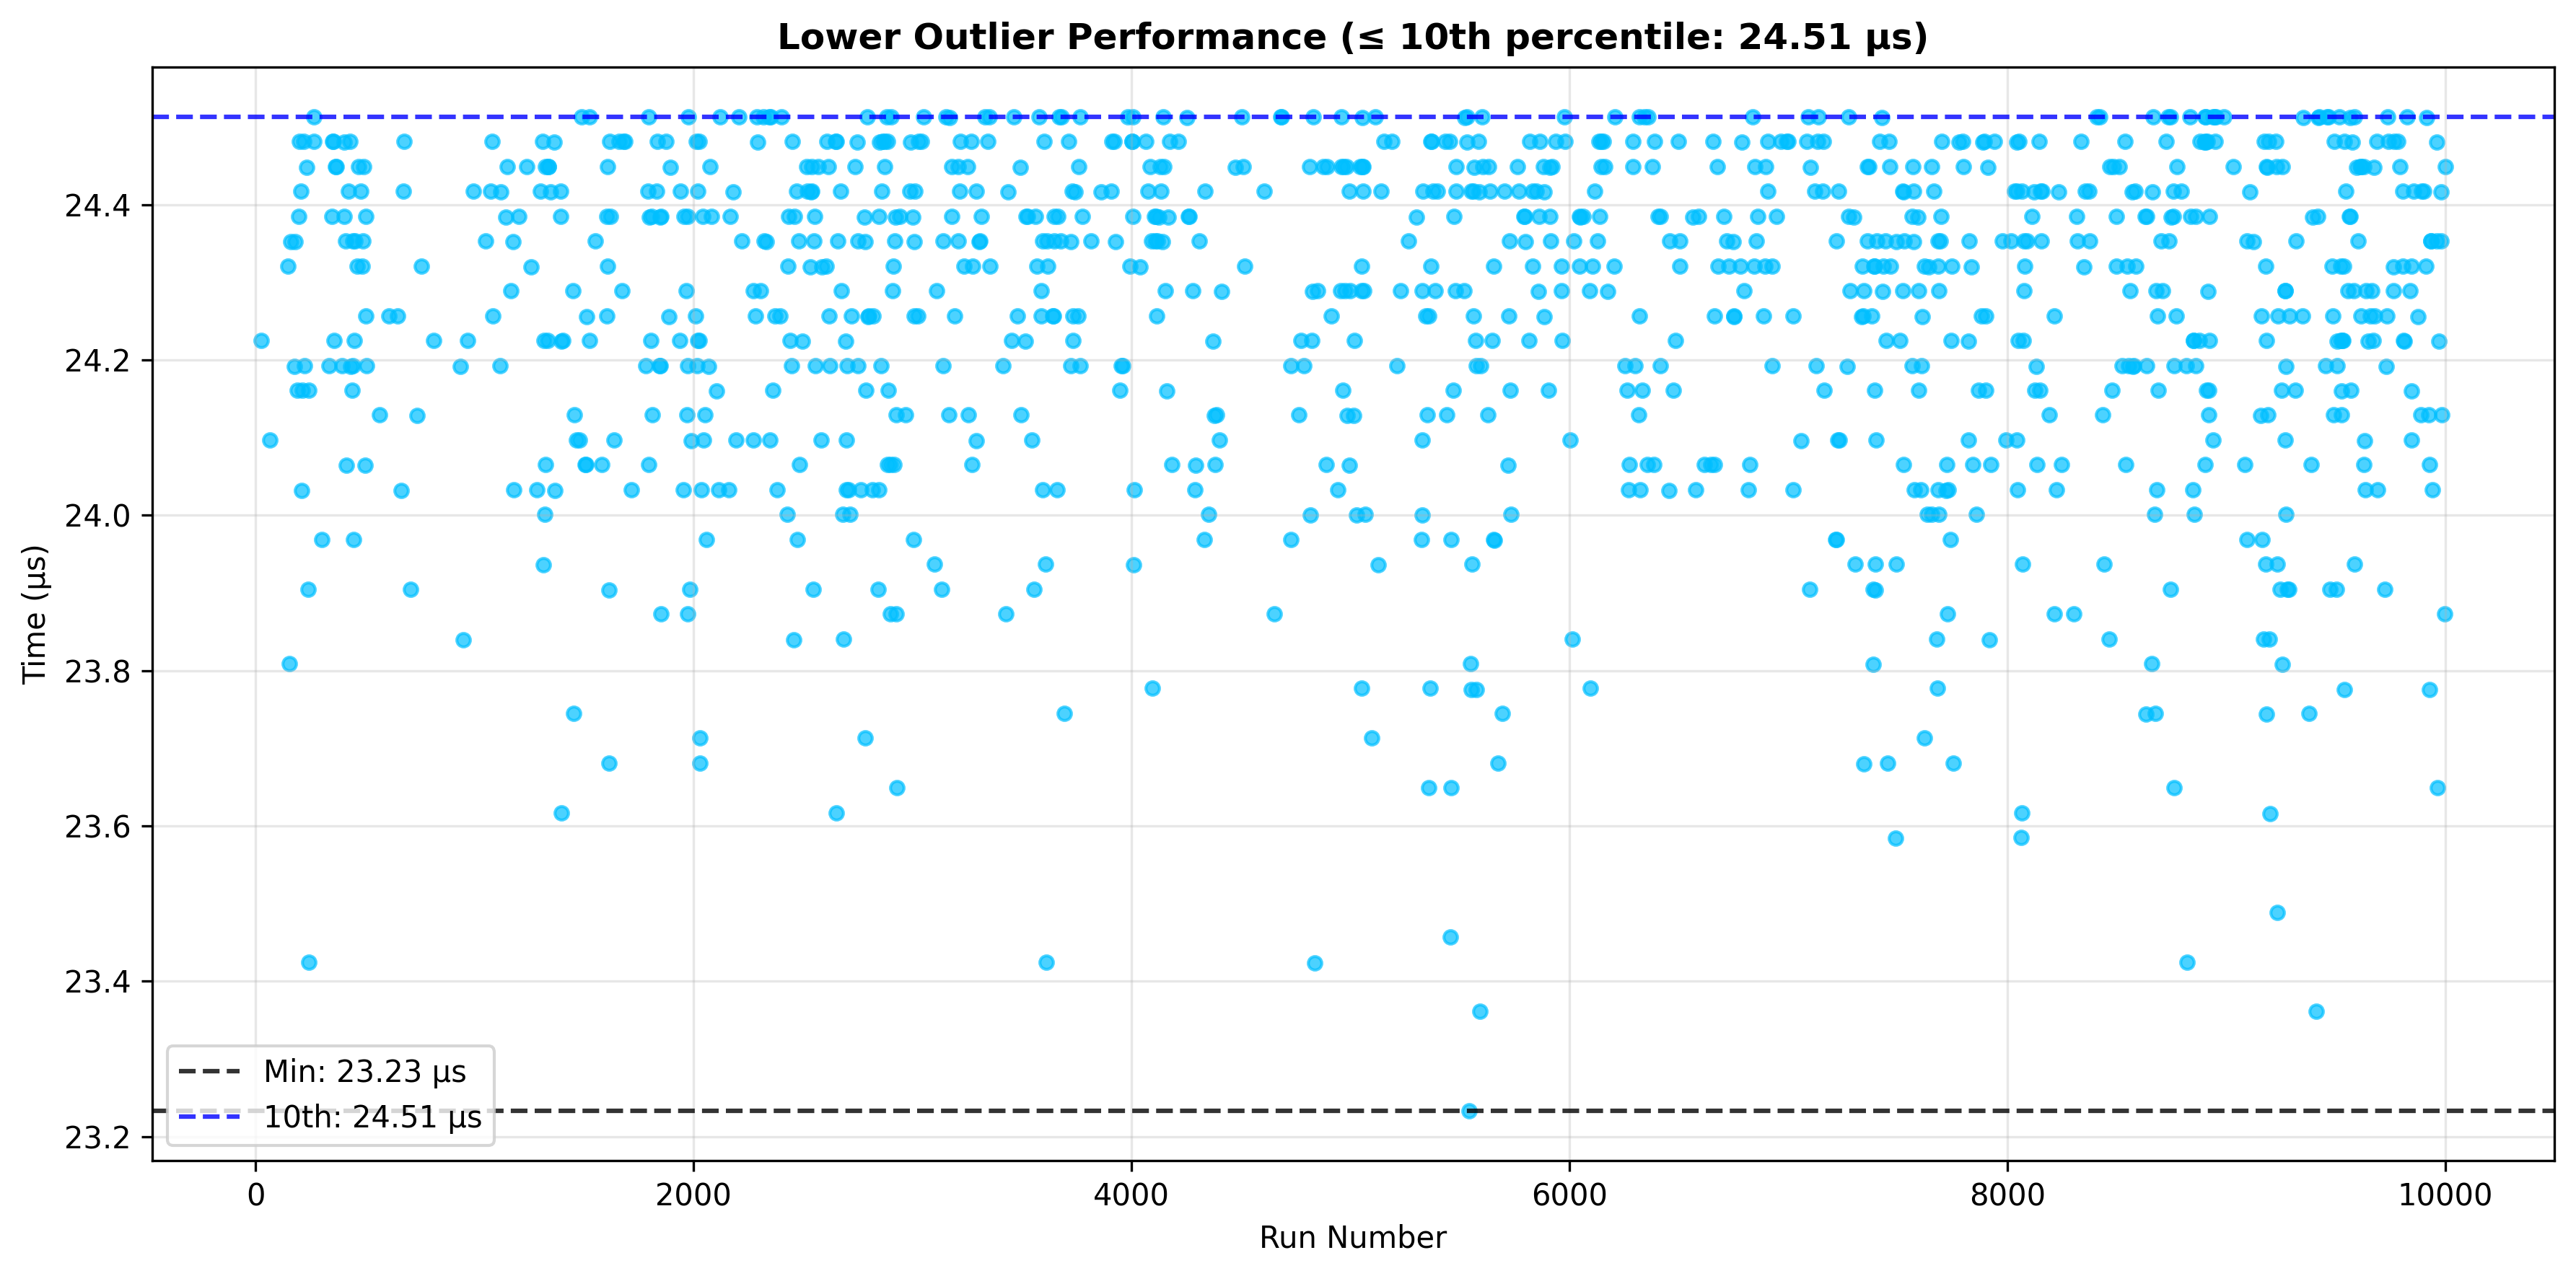 Lower Outlier Performance (≤ 10th percentile: 24.51 µs)
Time (µs)
24.4
24.2
24.0
23.8
23.6
23.4
23.2
Min: 23.23 µs
10th: 24.51 µs
0 2000 4000 6000 8000 10000
Run Number